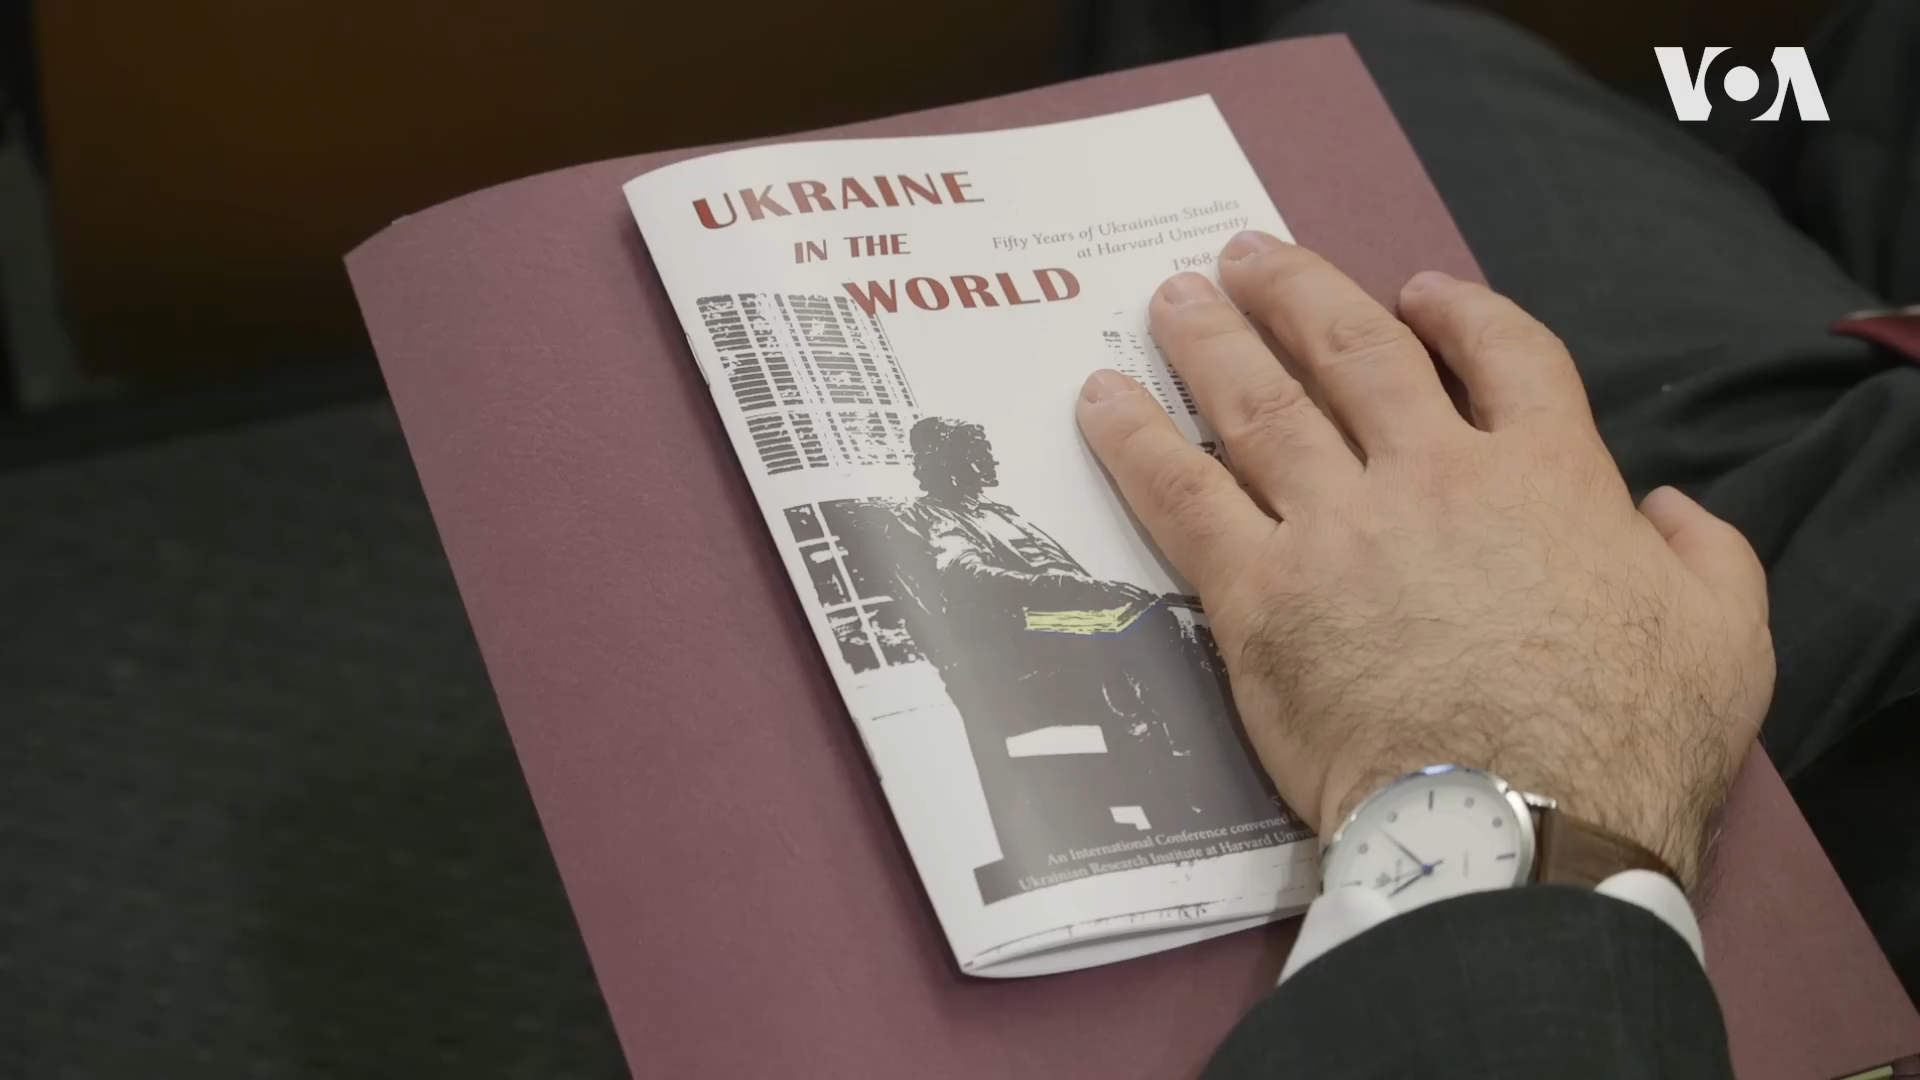 VOA
UKRAINE
IN THE
WORLD
Fifty Years of Ukrainian Studies
at Harvard University
1968-
An International Conference convened
Ukrainian Research Institute at Harvard